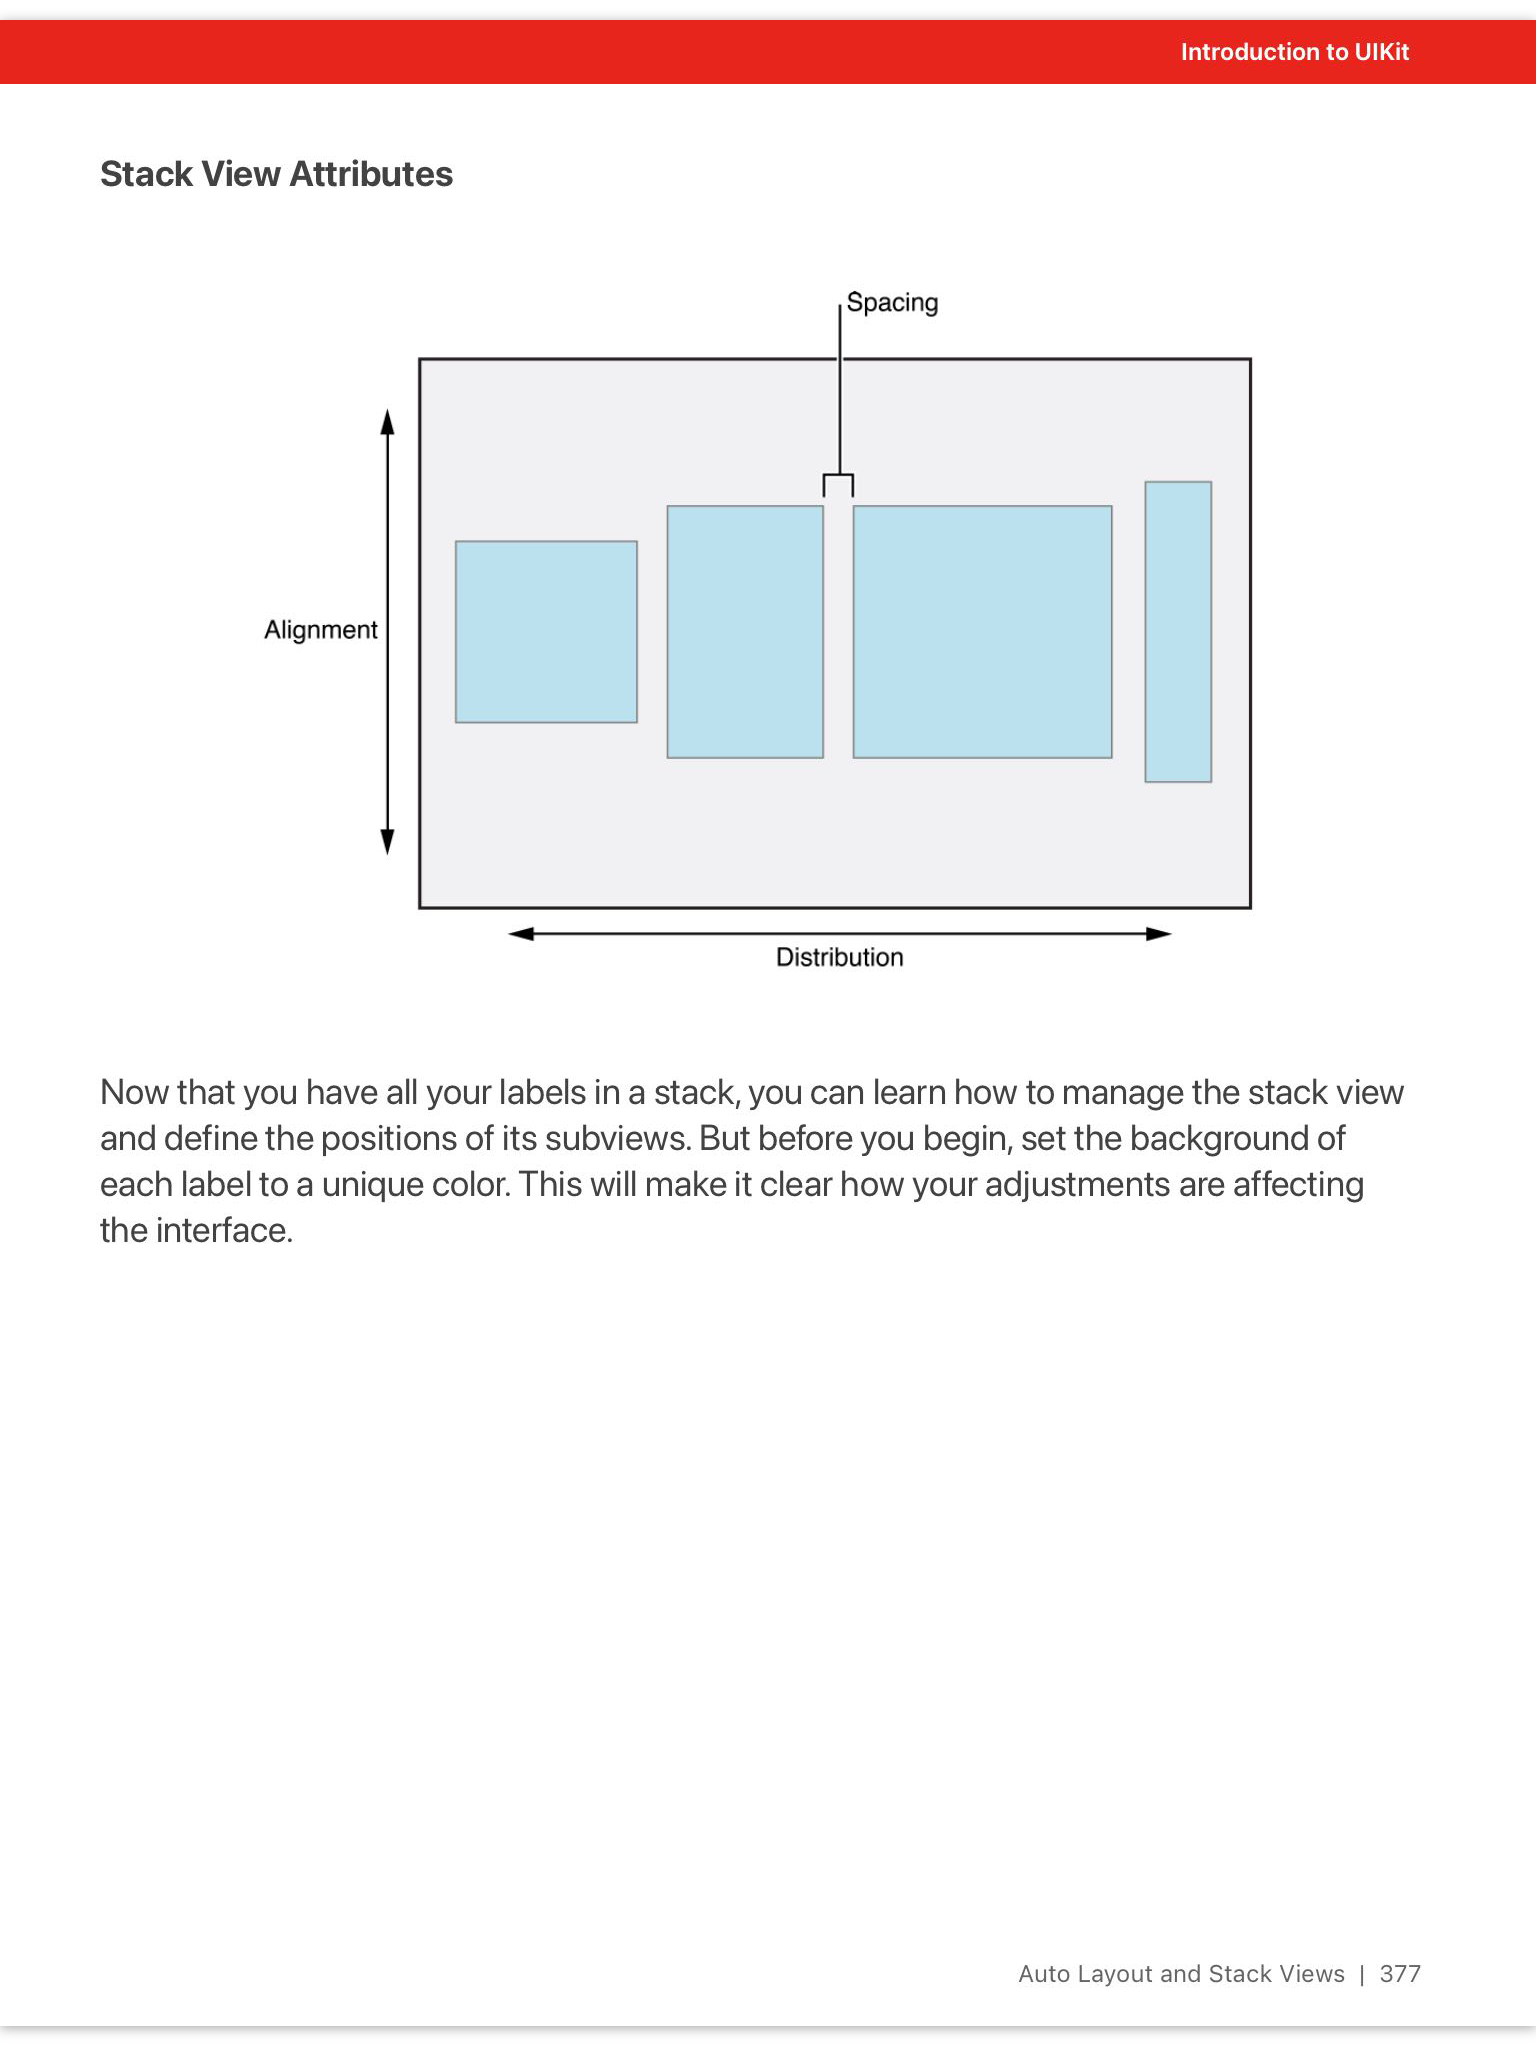 Introduction to UIKit
Stack View Attributes
Spacing
Alignment
Distribution
Now that you have all your labels in a stack, you can learn how to manage the stack view
and define the positions of its subviews. But before you begin, set the background of
each label to a unique color. This will make it clear how your adjustments are affecting
the interface.
Auto Layout and Stack Views | 377